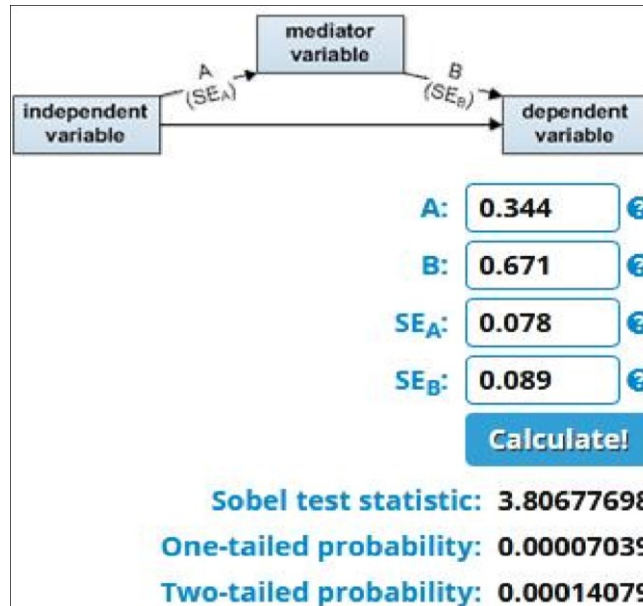 mediator
variable
A
(SEA)
B
(SEB)
independent
variable
dependent
variable
A: 0.344 ?
B: 0.671 ?
SEA: 0.078 ?
SEB: 0.089 ?
Calculate!
Sobel test statistic: 3.80677698
One-tailed probability: 0.00007039
Two-tailed probability: 0.00014079